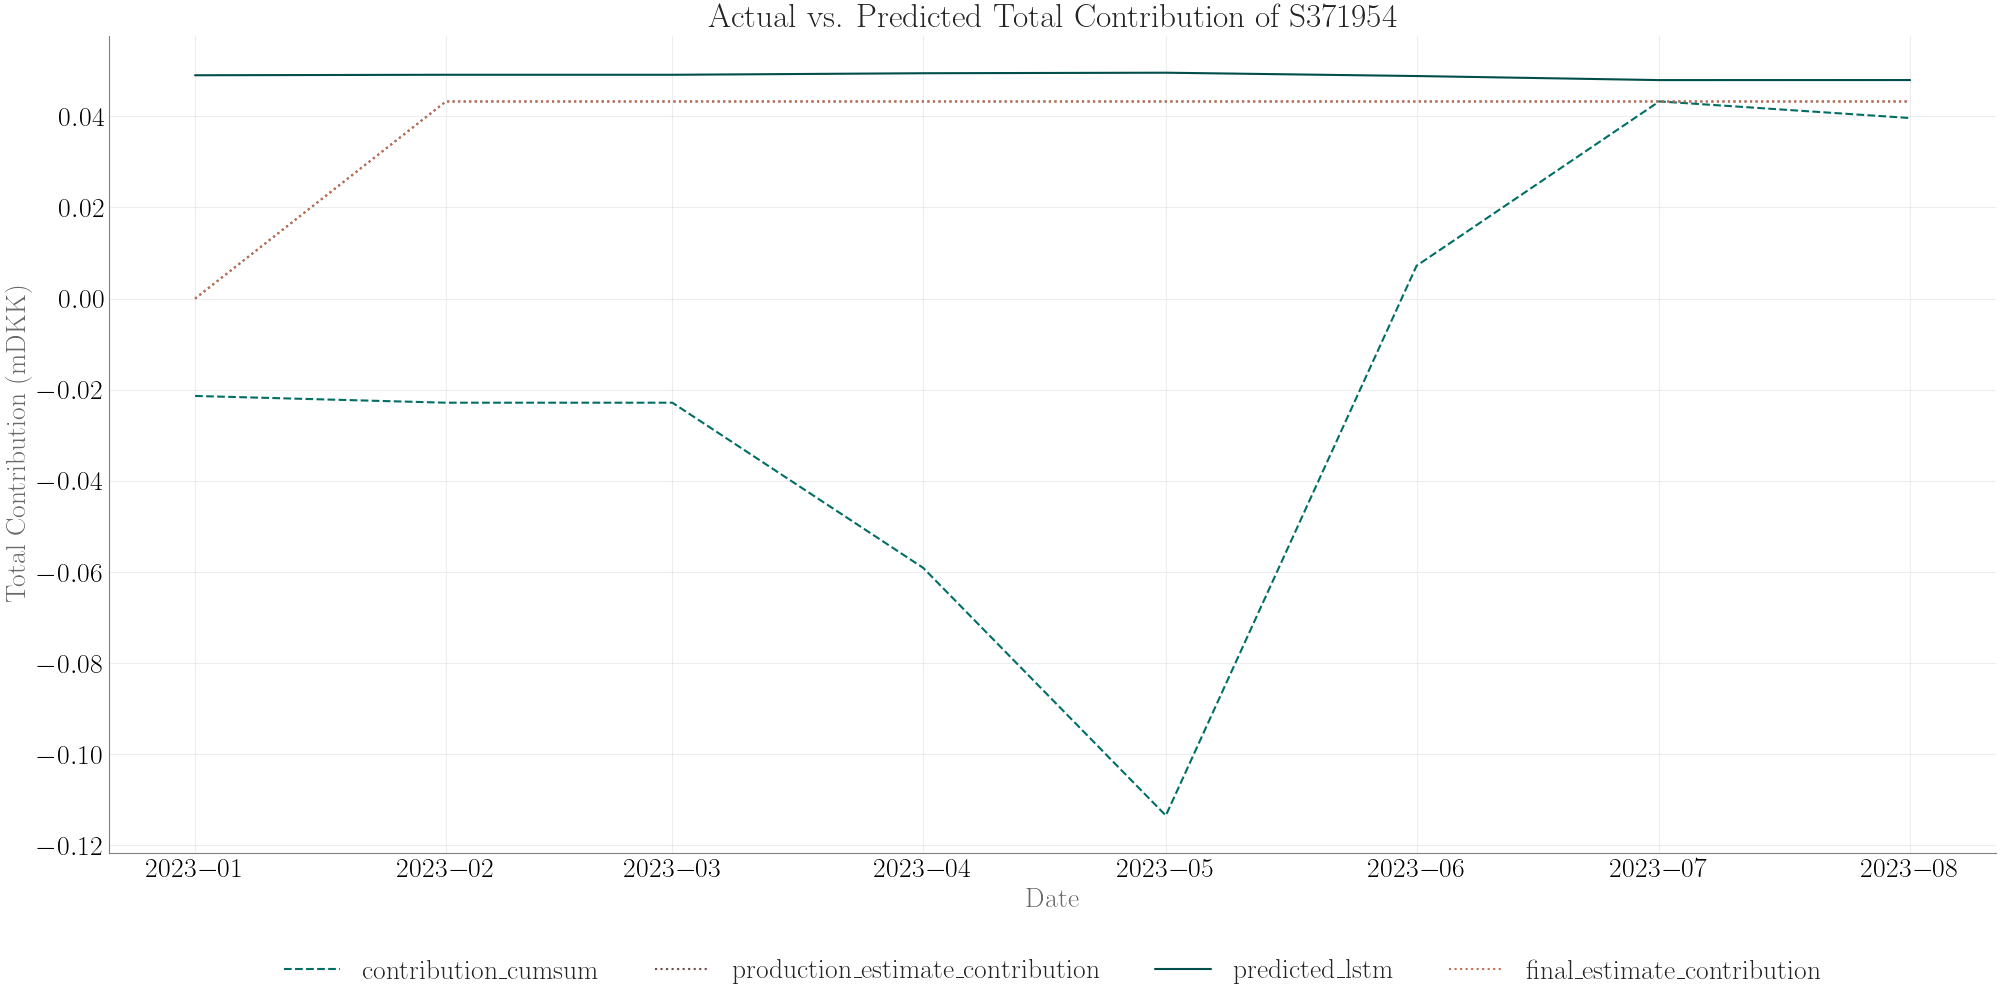 Actual vs. Predicted Total Contribution of S371954
Total Contribution (mDKK)
0.04
0.02
0.00
−0.02
−0.04
−0.06
−0.08
−0.10
−0.12
2023−01 2023−02 2023−03 2023−04 2023−05 2023−06 2023−07 2023−08
Date
contribution_cumsum production_estimate_contribution predicted_lstm final_estimate_contribution